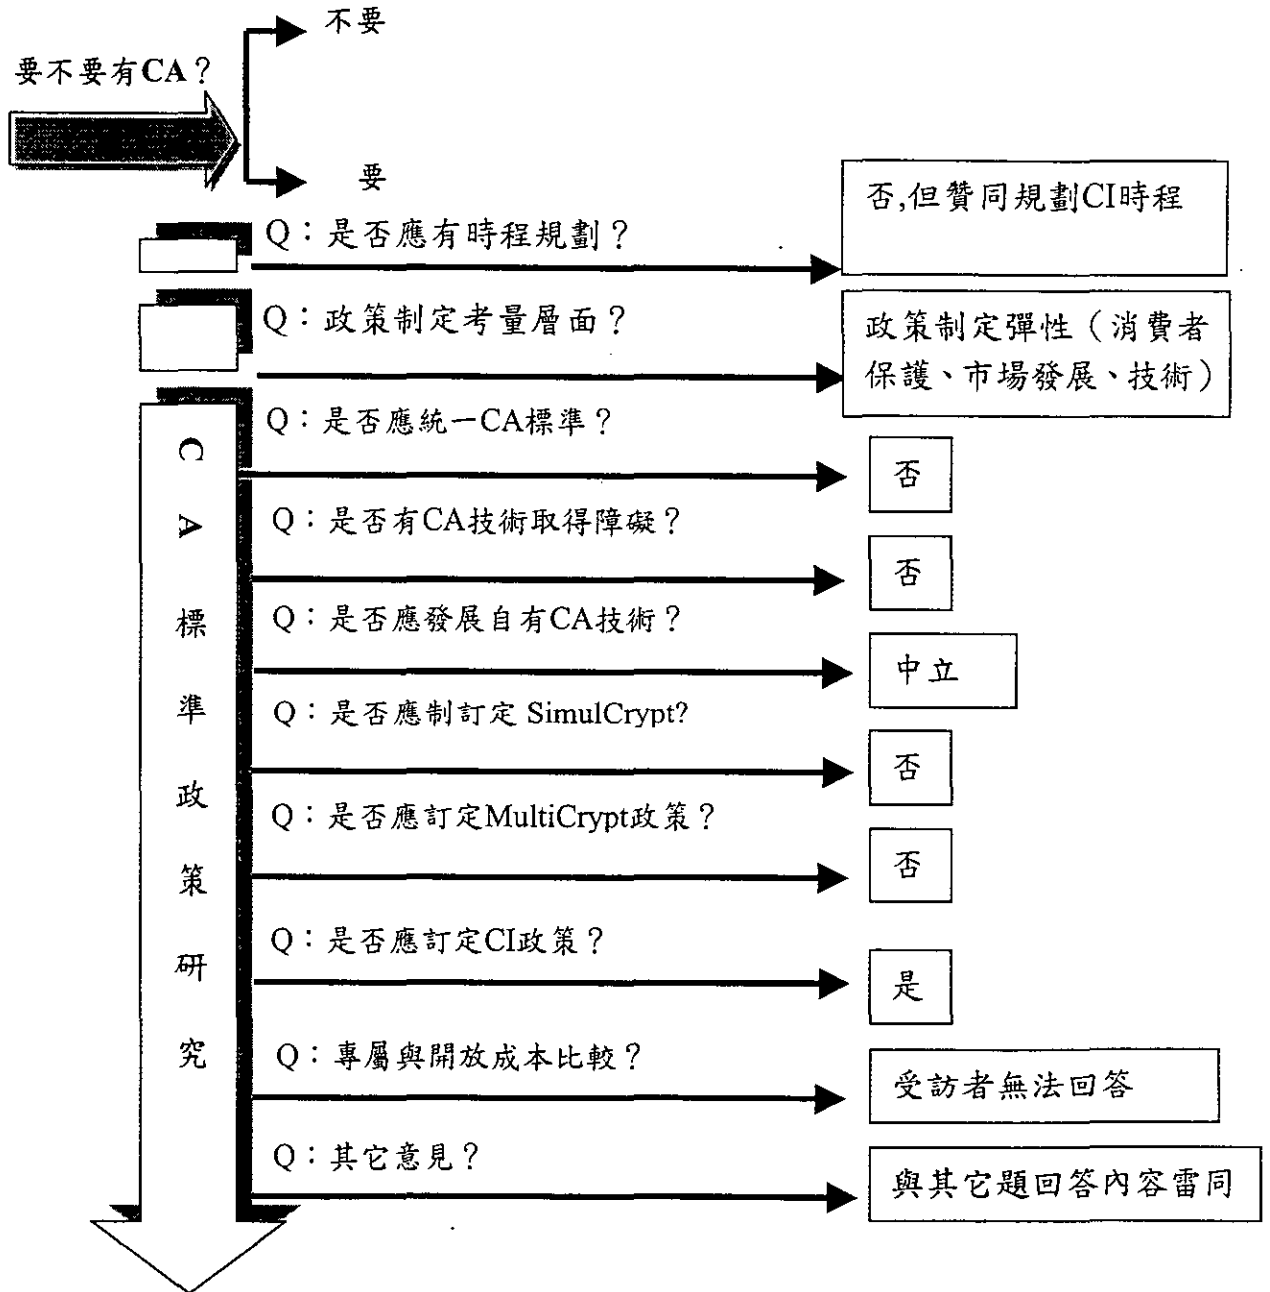 不要
要不要有CA？
要
Q：是否應有時程規劃？
否,但贊同規劃CI時程
Q：政策制定考量層面？
政策制定彈性（消費者
保護、市場發展、技術）
Q：是否應統一CA標準？
否
Q：是否有CA技術取得障礙？
否
Q：是否應發展自有CA技術？
中立
Q：是否應制訂定 SimulCrypt?
否
Q：是否應訂定MultiCrypt政策？
否
Q：是否應訂定CI政策？
是
Q：專屬與開放成本比較？
受訪者無法回答
Q：其它意見？
與其它題回答內容雷同
CA標準政策研究